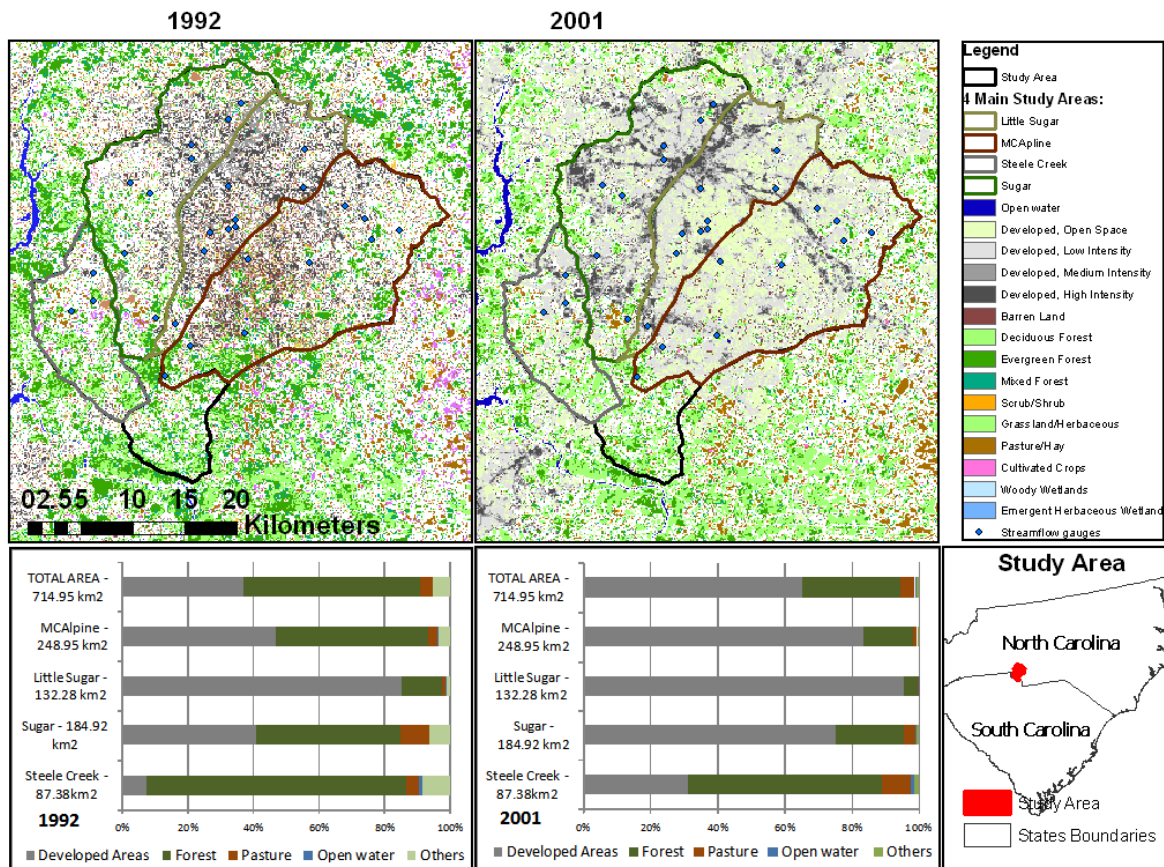 1992
2001
02.55 10 15 20
Kilometers
Legend
Study Area
4 Main Study Areas:
Little Sugar
MCApline
Steele Creek
Sugar
Open water
Developed, Open Space
Developed, Low Intensity
Developed, Medium Intensity
Developed, High Intensity
Barren Land
Deciduous Forest
Evergreen Forest
Mixed Forest
Scrub/Shrub
Grassland/Herbaceous
Pasture/Hay
Cultivated Crops
Woody Wetlands
Emergent Herbaceous Wetland
Streamflow gauges
TOTAL AREA -
714.95 km2
MCAlpine -
248.95 km2
Little Sugar -
132.28 km2
Sugar - 184.92
km2
Steele Creek -
87.38km2
1992
0% 20% 40% 60% 80% 100%
Developed Areas Forest Pasture Open water Others
TOTAL AREA -
714.95 km2
MCAlpine -
248.95 km2
Little Sugar -
132.28 km2
Sugar -
184.92 km2
Steele Creek -
87.38km2
2001
0% 20% 40% 60% 80% 100%
Developed Areas Forest Pasture Open water Others
Study Area
North Carolina
South Carolina
Study Area
States Boundaries